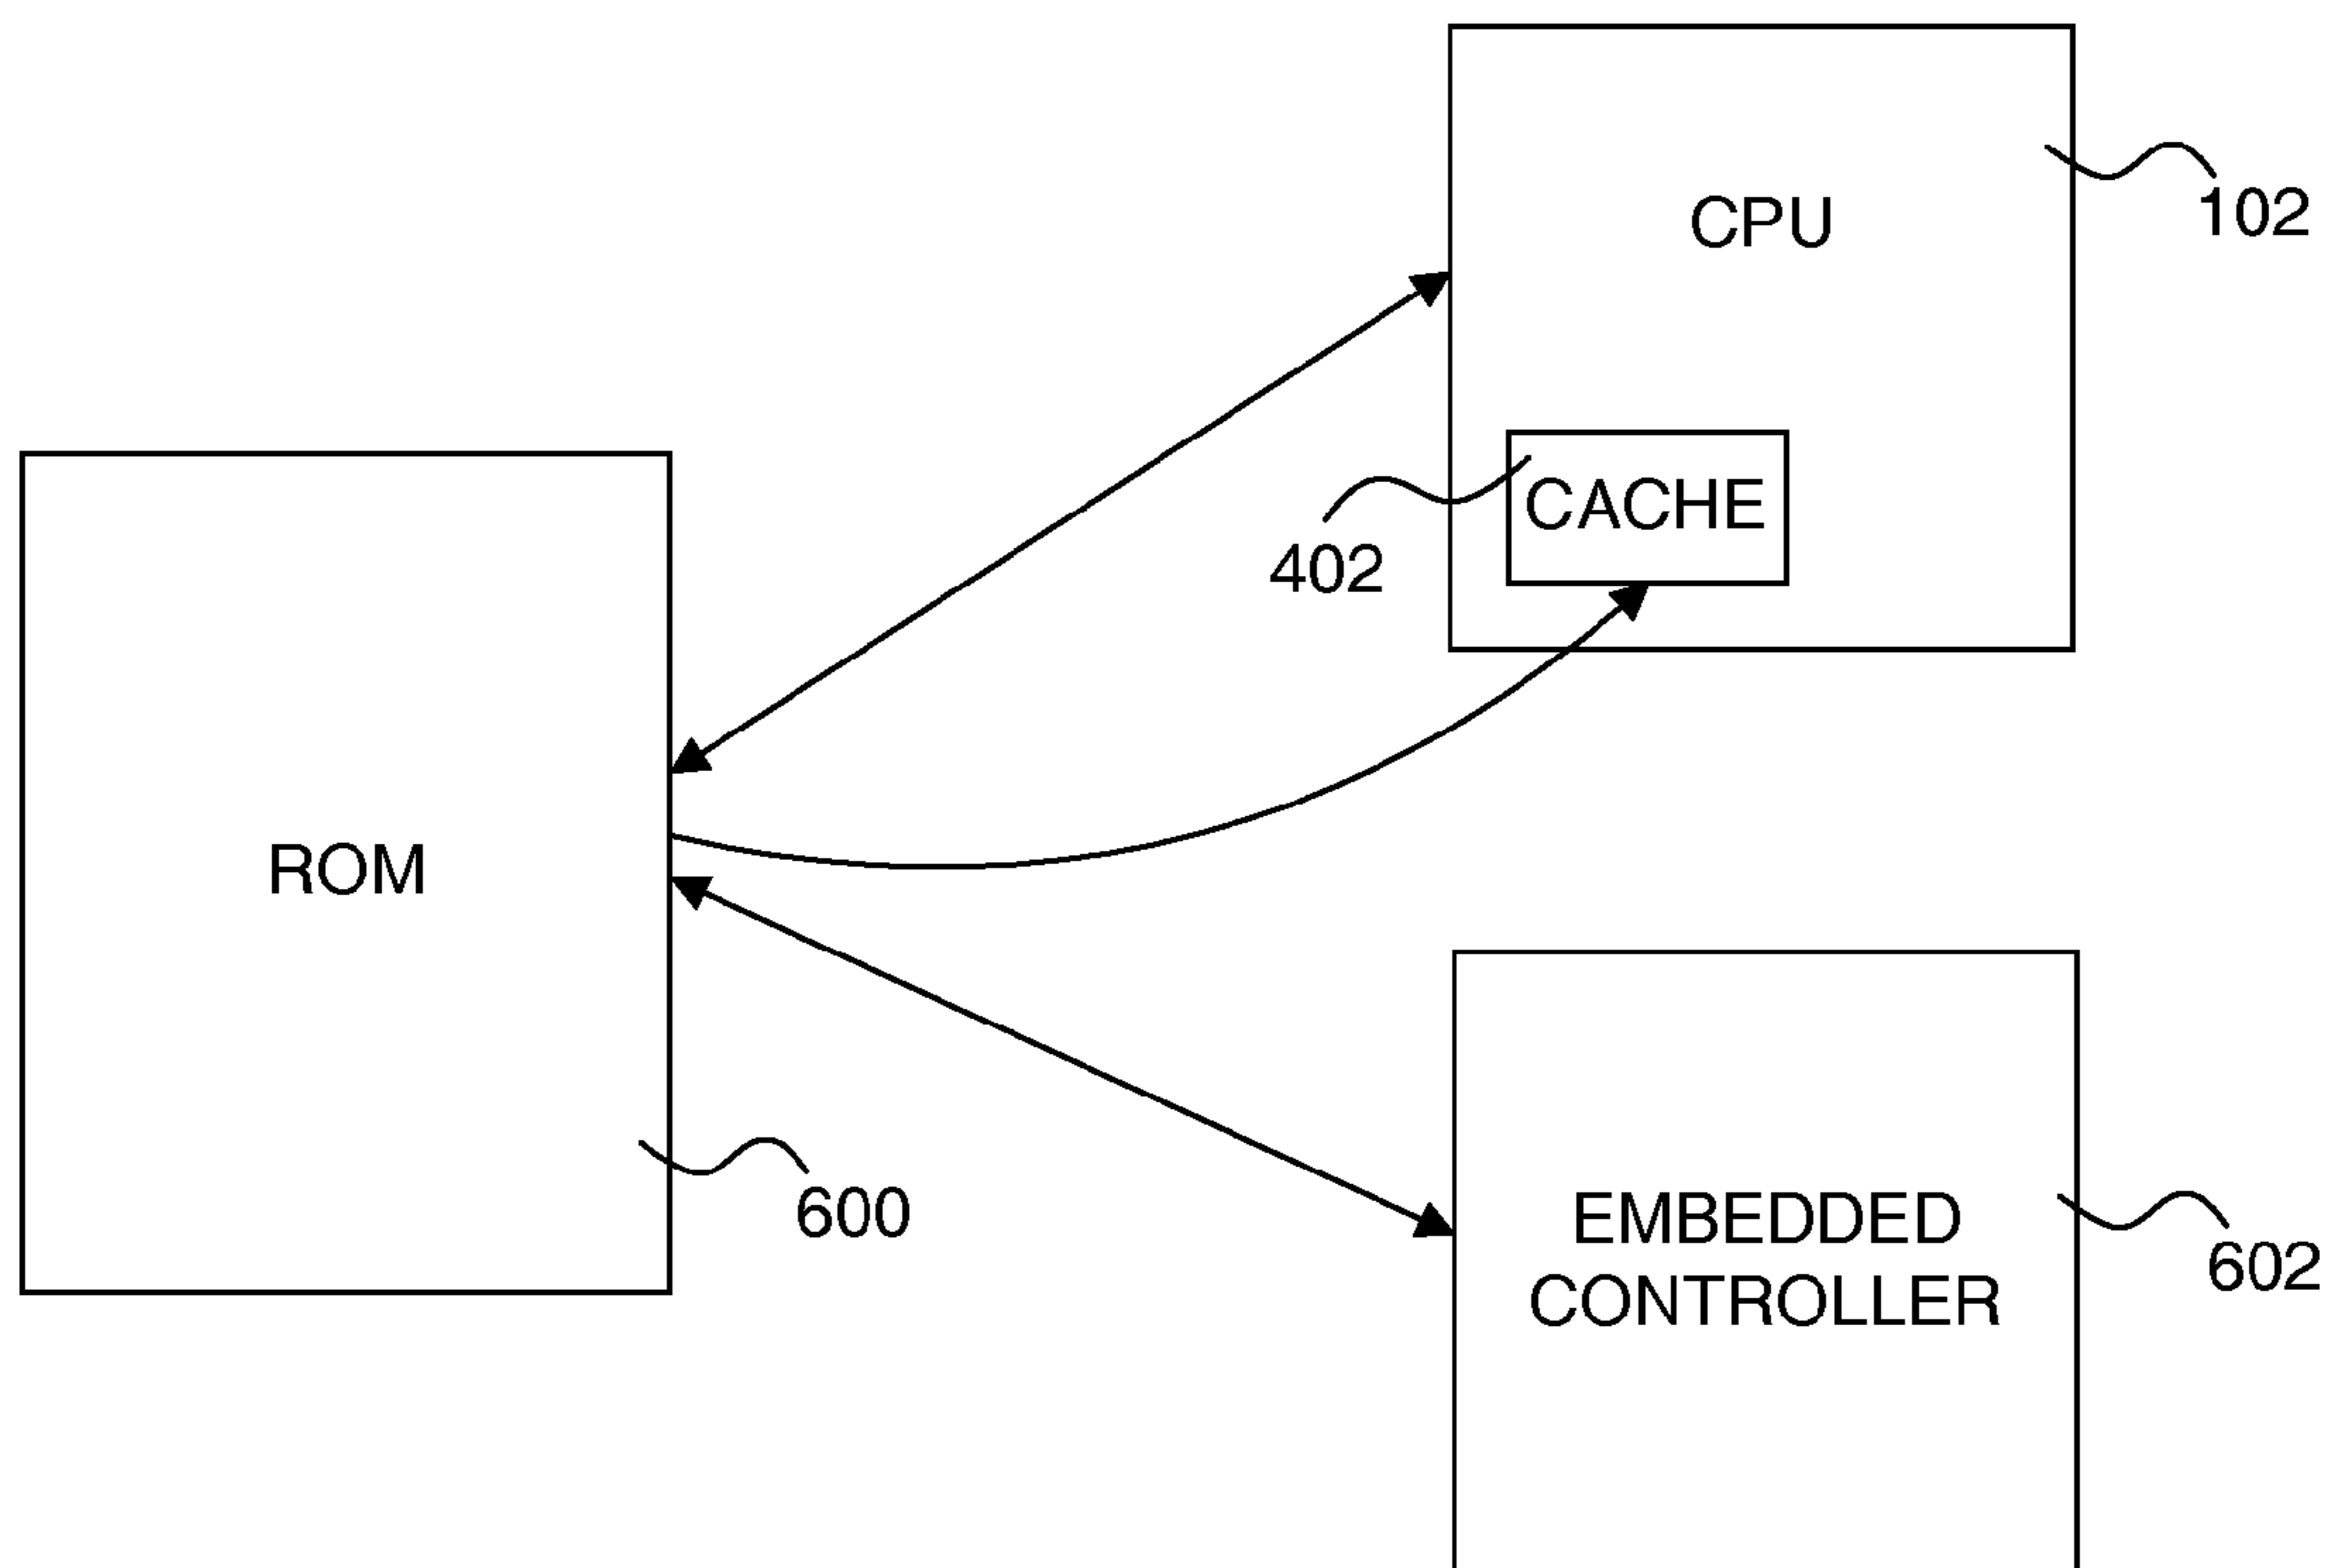 CPU
102
CACHE
402
ROM
600
EMBEDDED
CONTROLLER
602